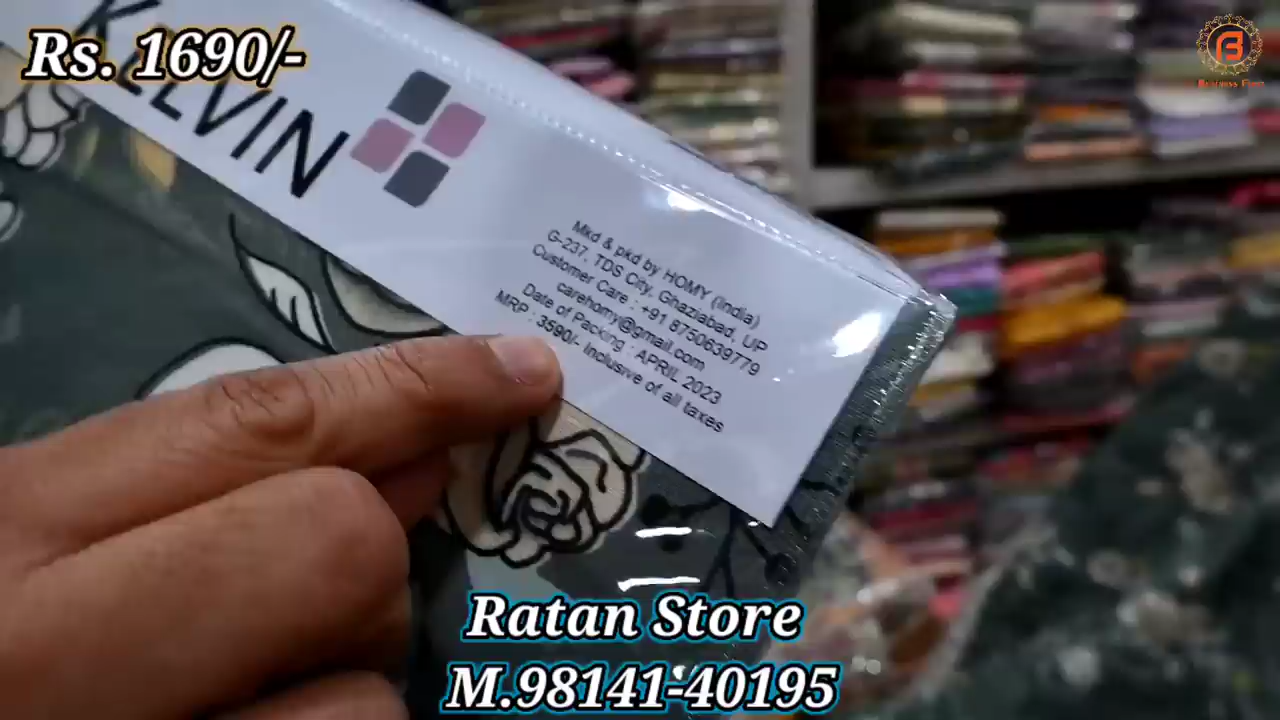 Rs. 1690/-
KELVIN
Mkd & pkd by HOMY (India)
G-237, TDS City, Ghaziabad, UP
Customer Care : +91 8750639779
carehomy@gmail.com
Date of Packing : APRIL 2023
MRP : 3590/- Inclusive of all taxes
Ratan Store
M.98141-40195